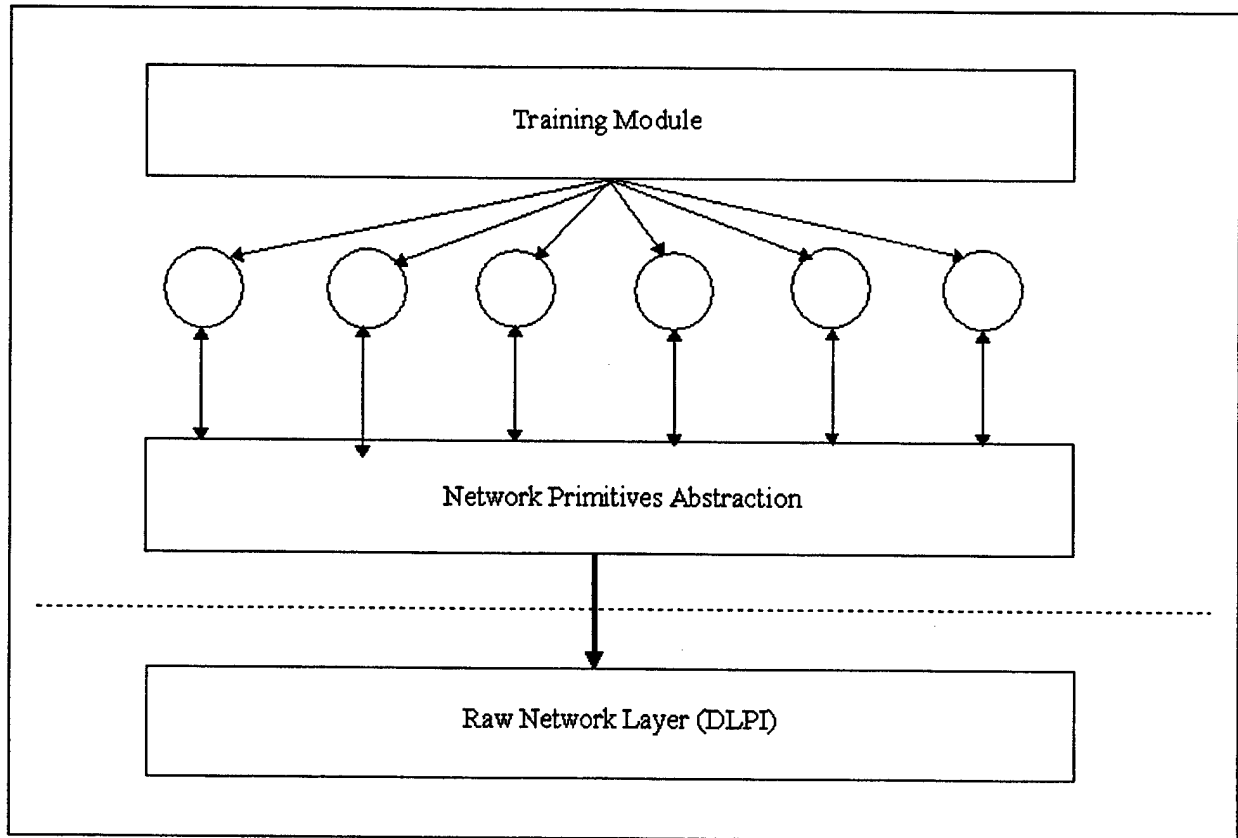 Training Module
Network Primitives Abstraction
Raw Network Layer (DLPI)